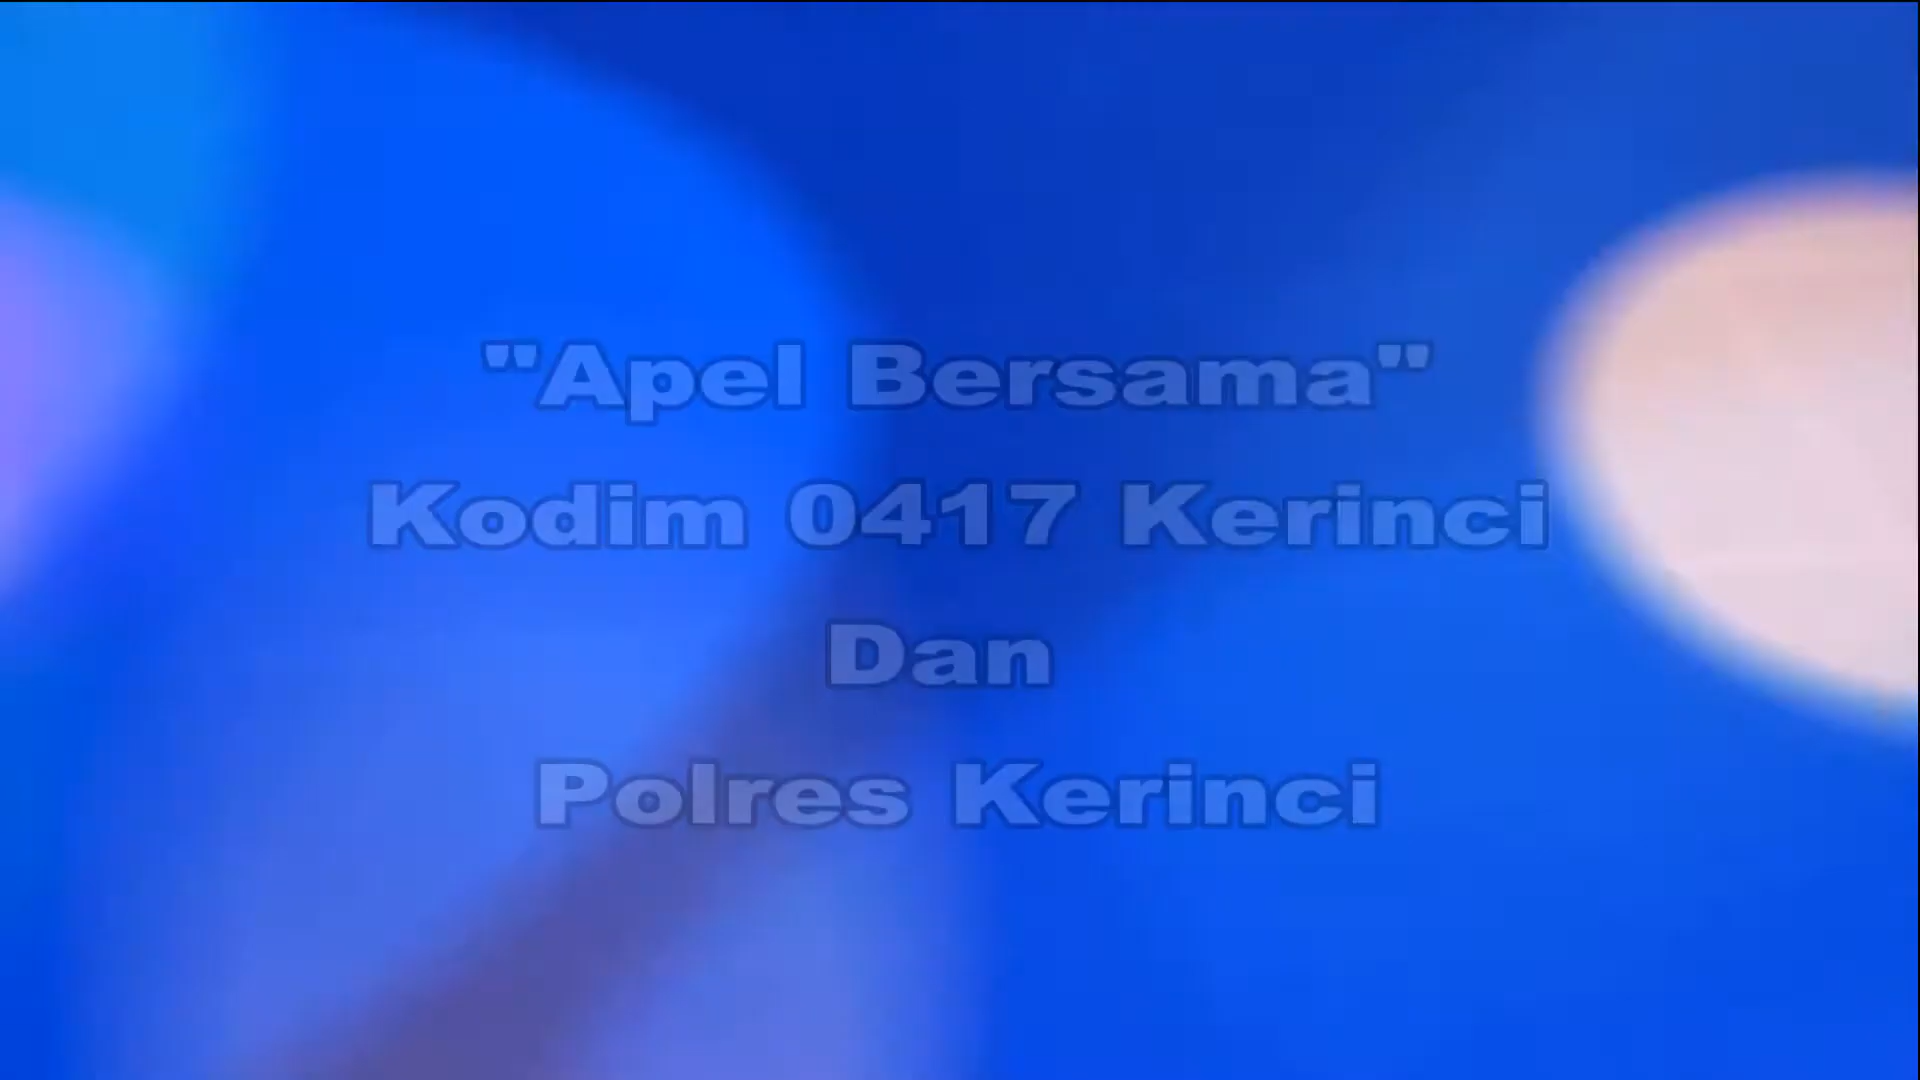 "Apel Bersama"
Kodim 0417 Kerinci
Dan
Polres Kerinci